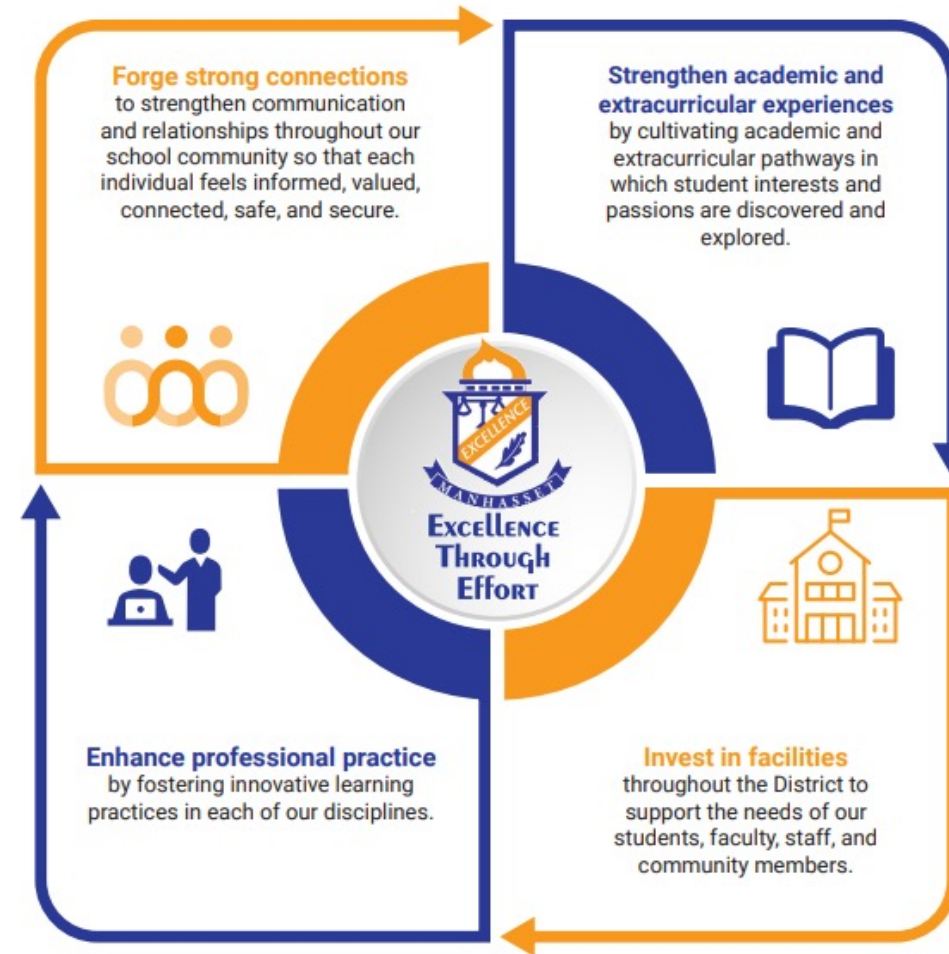 Forge strong connections
to strengthen communication
and relationships throughout our
school community so that each
individual feels informed, valued,
connected, safe, and secure.
Strengthen academic and
extracurricular experiences
by cultivating academic and
extracurricular pathways in
which student interests and
passions are discovered and
explored.
EXCELLENCE
MANHASSET
Excellence
Through
Effort
Enhance professional practice
by fostering innovative learning
practices in each of our disciplines.
Invest in facilities
throughout the District to
support the needs of our
students, faculty, staff, and
community members.